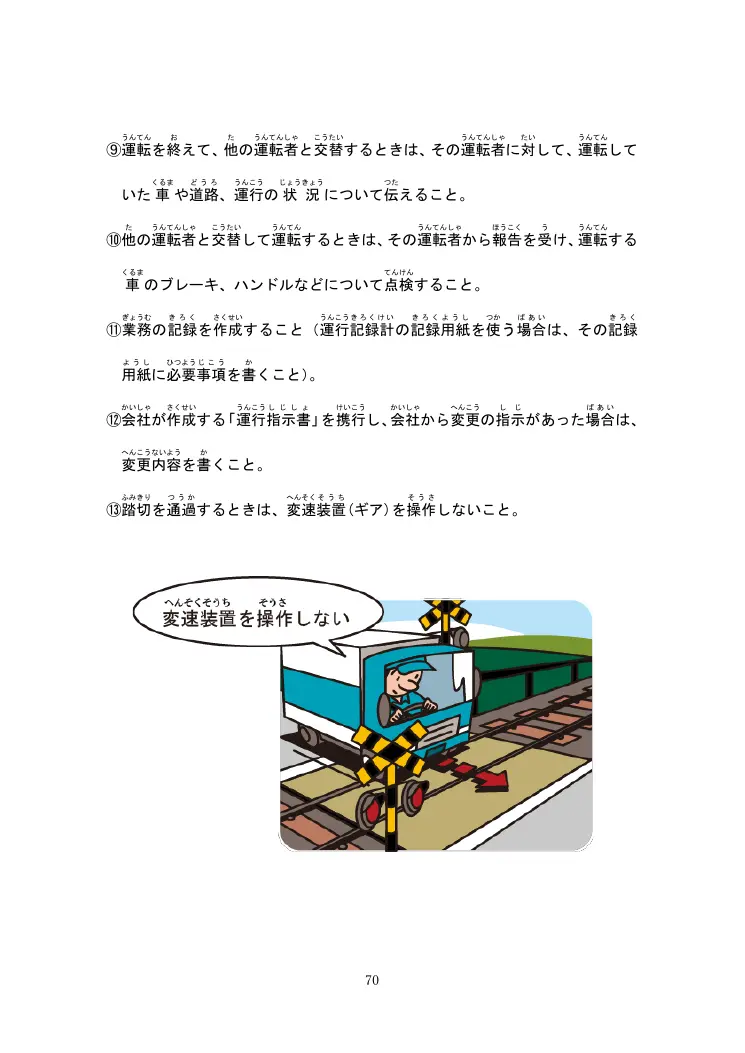 ⑨運転を終えて、他の運転者と交替するときは、その運転者に対して、運転して
いた車や道路、運行の状況について伝えること。
⑩他の運転者と交替して運転するときは、その運転者から報告を受け、運転する
車のブレーキ、ハンドルなどについて点検すること。
⑪業務の記録を作成すること（運行記録計の記録用紙を使う場合は、その記録
用紙に必要事項を書くこと）。
⑫会社が作成する「運行指示書」を携行し、会社から変更の指示があった場合は、
変更内容を書くこと。
⑬踏切を通過するときは、変速装置（ギア）を操作しないこと。
へんそくそうち そうさ
変速装置を操作しない
70